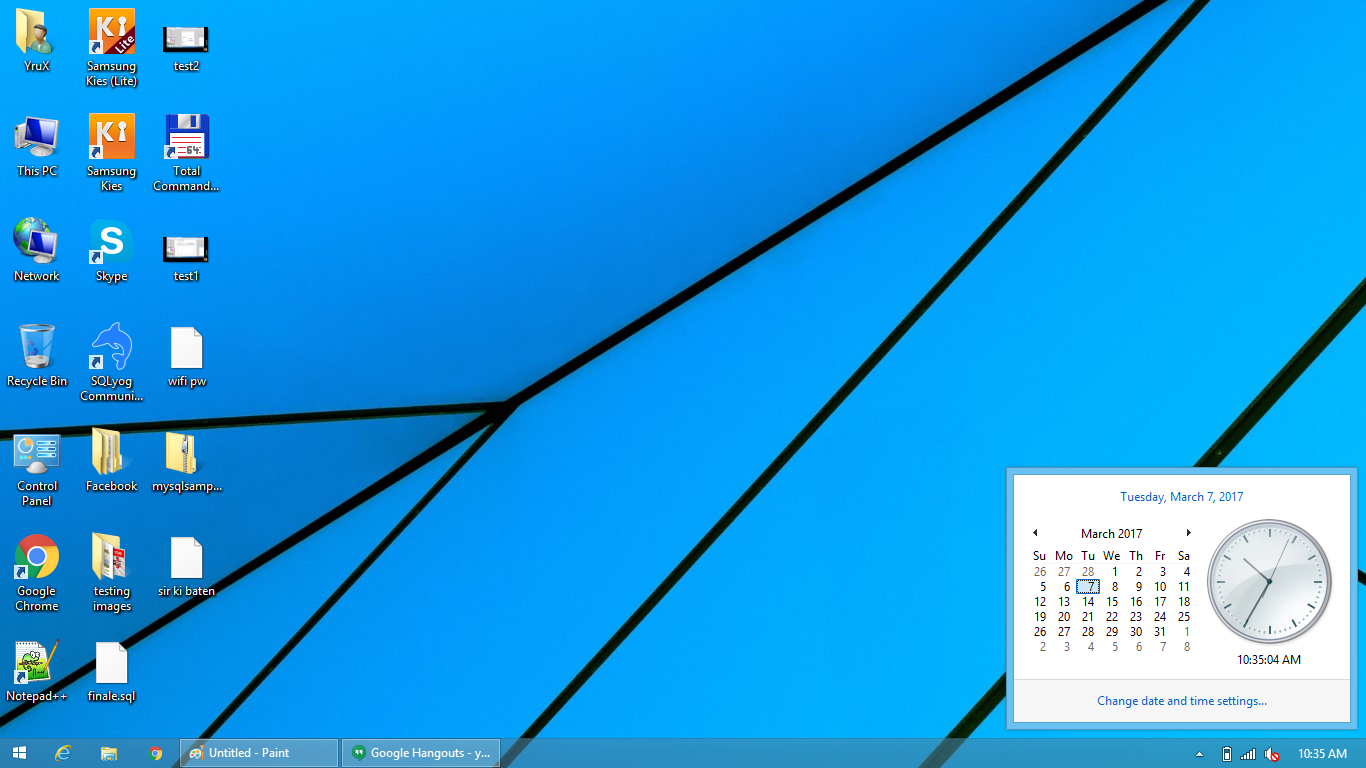 YruX
Samsung
Kies (Lite)
test2
This PC
Samsung
Kies
64:
Total
Command...
Network
Skype
test1
Recycle Bin
SQLyog
Communi...
wifi pw
Control
Panel
Facebook
mysqlsamp...
Google
Chrome
testing
images
sir ki baten
Notepad++
finale.sql
Tuesday, March 7, 2017
March 2017
Su Mo Tu We Th Fr Sa
26 27 28 1 2 3 4
5 6 7 8 9 10 11
12 13 14 15 16 17 18
19 20 21 22 23 24 25
26 27 28 29 30 31 1
2 3 4 5 6 7 8
10:35:04 AM
Change date and time settings...
Untitled - Paint
Google Hangouts - y...
10:35 AM